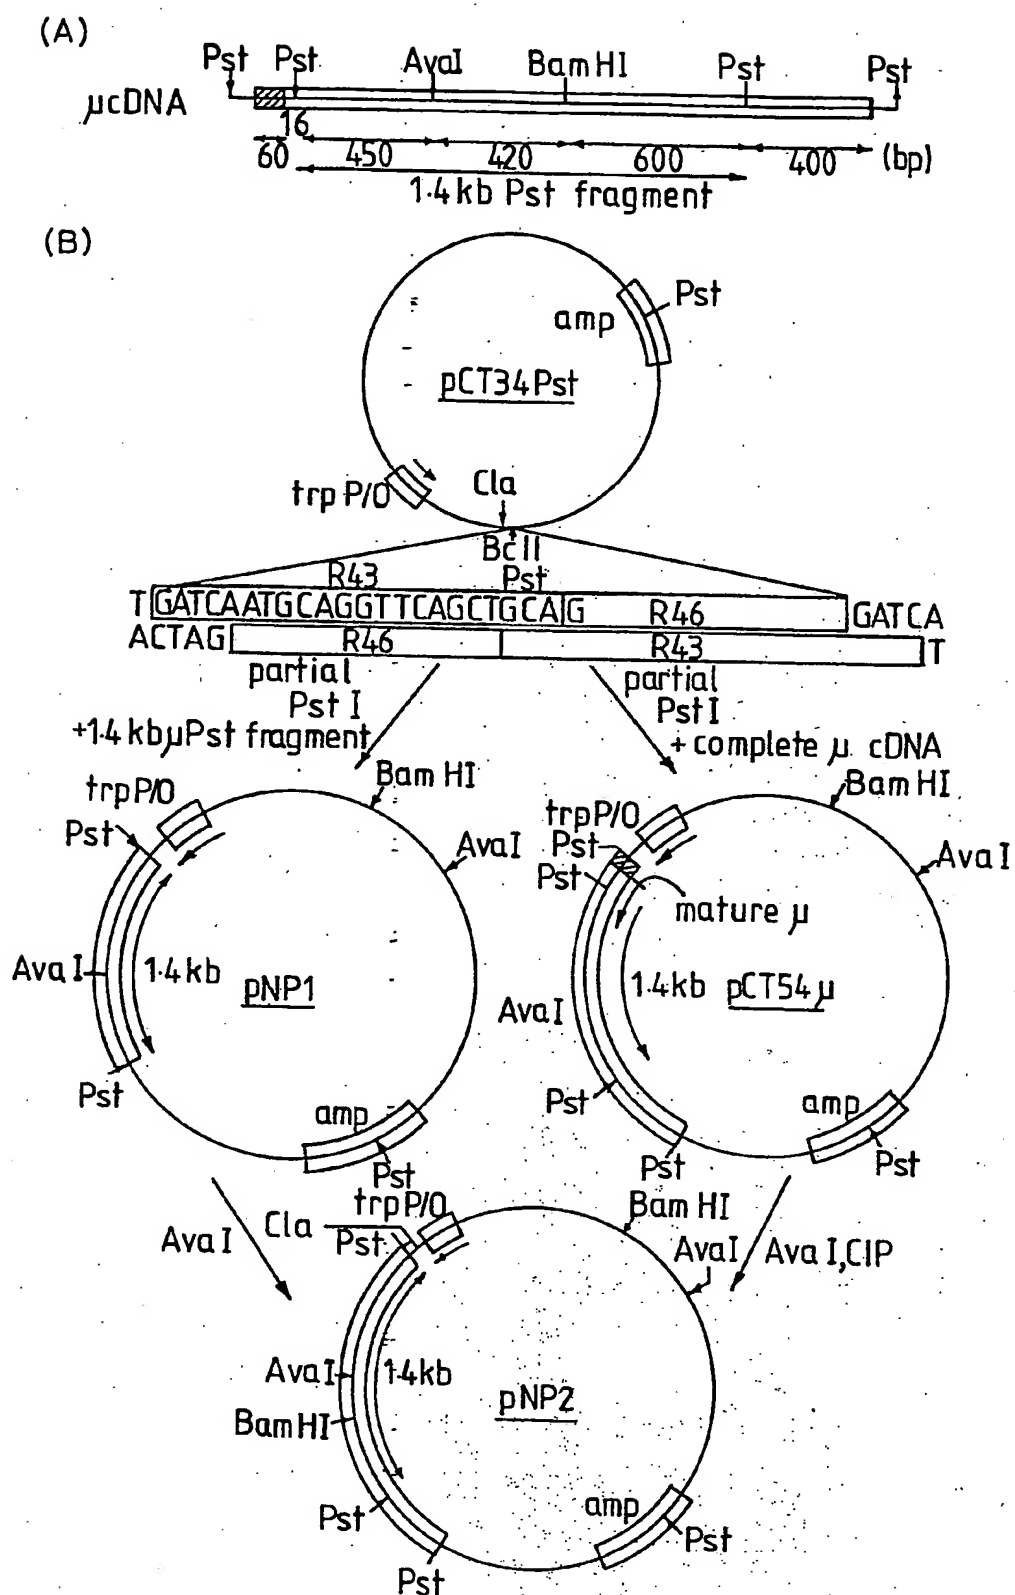 (A)
Pst Pst AvaI BamHI Pst Pst
μcDNA
16
60 450 420 600 400 (bp)
1·4kb Pst fragment
(B)
Pst
amp
pCT34Pst
trp P/O
Cla
BclI
R43 Pst
T GATCAATGCAGGTTCAGCTGCAG R46 GATCA
ACTAG R46 R43 T
partial
Pst I
+1·4kbμPst fragment
partial
Pst I
+ complete μ cDNA
trpP/O
BamHI
Pst
AvaI
AvaI
1·4kb
pNP1
Pst
amp
Pst
BamHI
trpP/O
Pst
Pst
AvaI
mature μ
AvaI
1·4kb
pCT54μ
Pst
Pst
amp
Pst
AvaI
AvaI,CIP
Cla
trpP/O
Pst
BamHI
AvaI
AvaI
1·4kb
BamHI
pNP2
Pst
Pst
amp
Pst